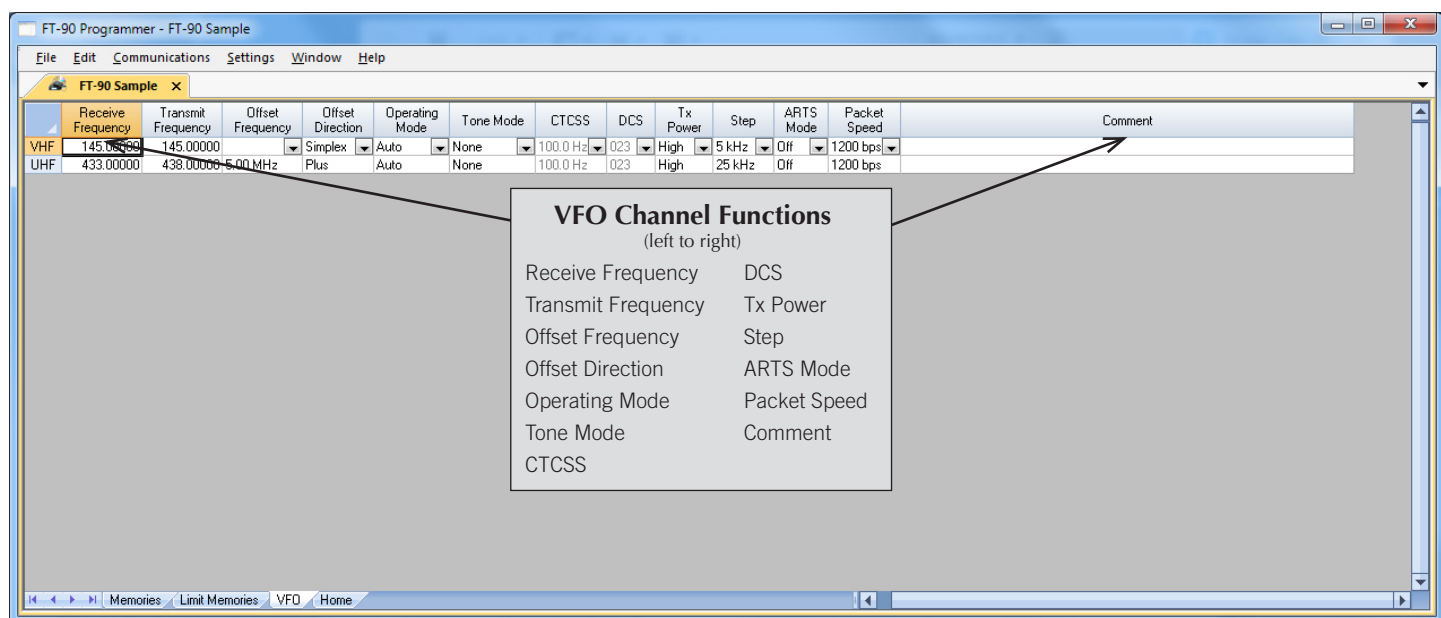 FT-90 Programmer - FT-90 Sample
File Edit Communications Settings Window Help
FT-90 Sample X
Receive Frequency Transmit Frequency Offset Frequency Offset Direction Operating Mode Tone Mode CTCSS DCS Tx Power Step ARTS Mode Packet Speed Comment
VHF 145.00000 145.00000 Simplex Auto None 100.0 Hz 023 High 5 kHz Off 1200 bps
UHF 433.00000 438.00000 5.00 MHz Plus Auto None 100.0 Hz 023 High 25 kHz Off 1200 bps
VFO Channel Functions
(left to right)
Receive Frequency DCS
Transmit Frequency Tx Power
Offset Frequency Step
Offset Direction ARTS Mode
Operating Mode Packet Speed
Tone Mode Comment
CTCSS
Memories Limit Memories VFO Home